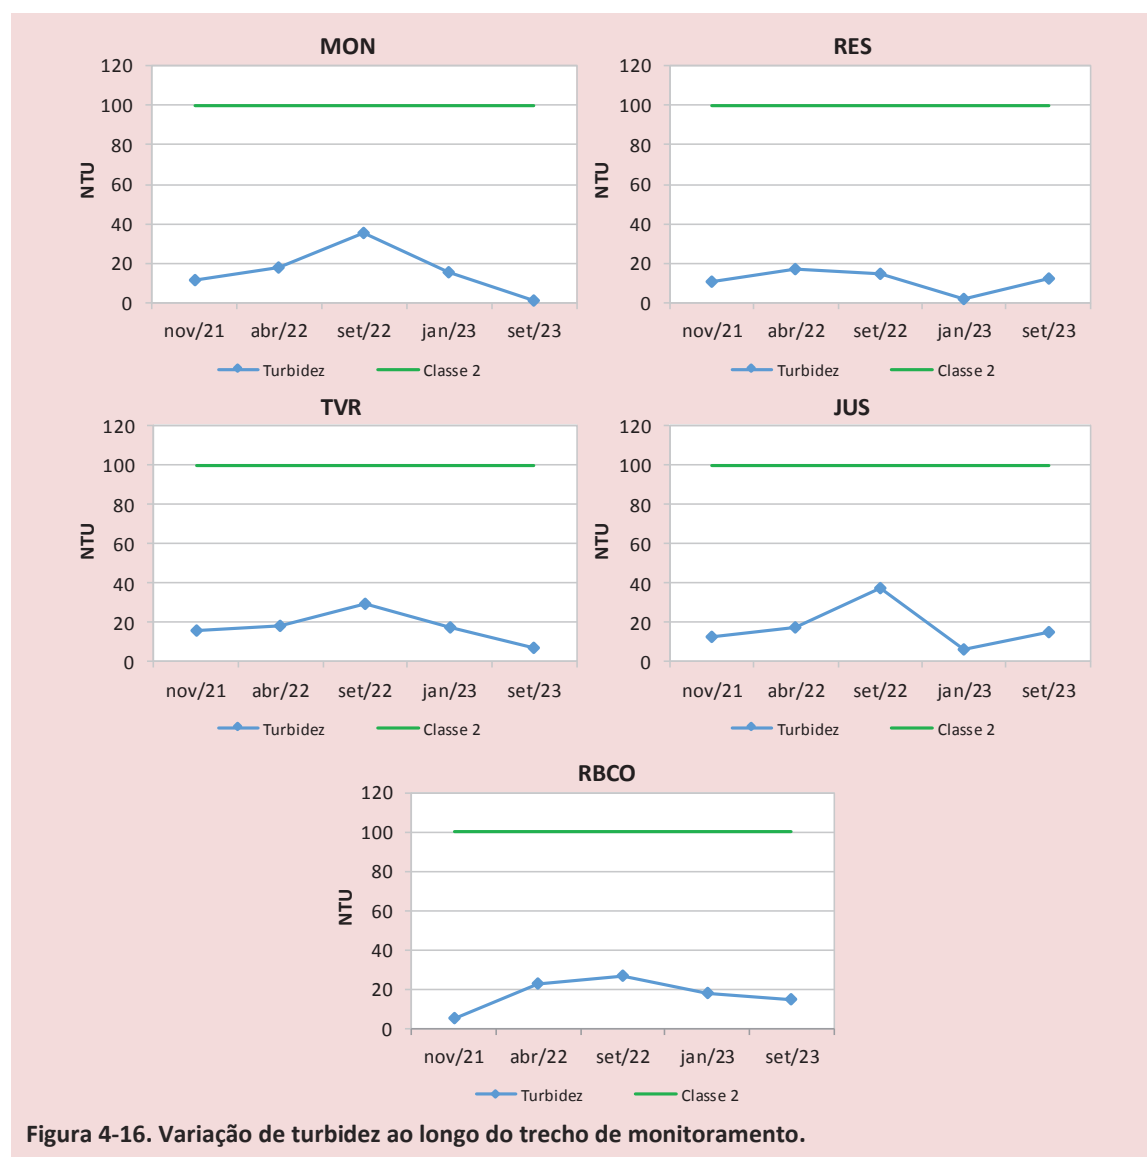 MON
120
100
80
60
40
20
0
NTU
nov/21 abr/22 set/22 jan/23 set/23
Turbidez Classe 2
RES
120
100
80
60
40
20
0
NTU
nov/21 abr/22 set/22 jan/23 set/23
Turbidez Classe 2
TVR
120
100
80
60
40
20
0
NTU
nov/21 abr/22 set/22 jan/23 set/23
Turbidez Classe 2
JUS
120
100
80
60
40
20
0
NTU
nov/21 abr/22 set/22 jan/23 set/23
Turbidez Classe 2
RBCO
120
100
80
60
40
20
0
NTU
nov/21 abr/22 set/22 jan/23 set/23
Turbidez Classe 2
Figura 4-16. Variação de turbidez ao longo do trecho de monitoramento.